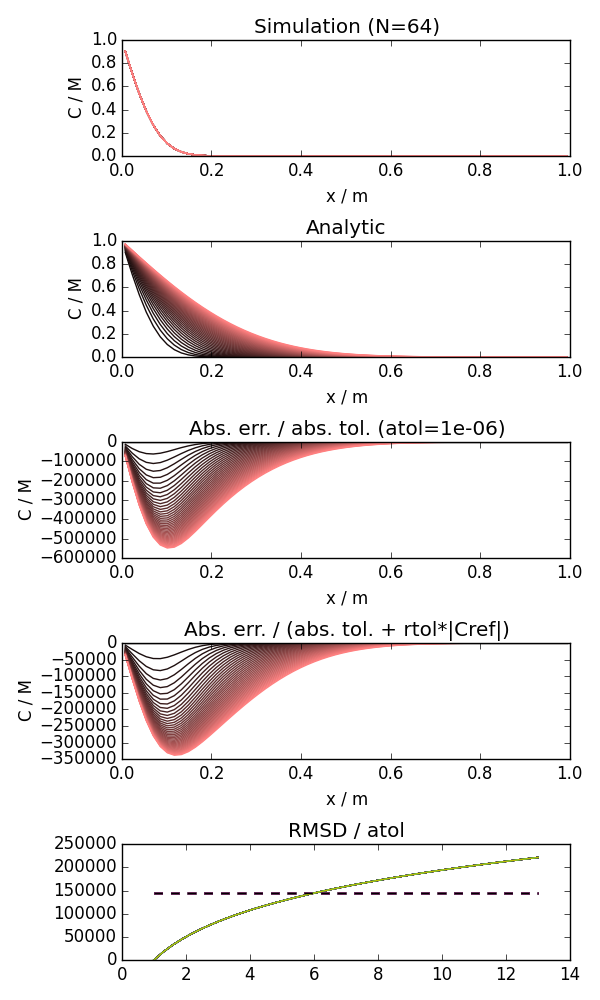 Simulation (N=64)
1.0
0.8
0.6
0.4
0.2
0.0
C / M
0.0 0.2 0.4 0.6 0.8 1.0
x / m
Analytic
1.0
0.8
0.6
0.4
0.2
0.0
C / M
0.0 0.2 0.4 0.6 0.8 1.0
x / m
Abs. err. / abs. tol. (atol=1e-06)
0
−100000
−200000
−300000
−400000
−500000
−600000
C / M
0.0 0.2 0.4 0.6 0.8 1.0
x / m
Abs. err. / (abs. tol. + rtol*|Cref|)
0
−50000
−100000
−150000
−200000
−250000
−300000
−350000
C / M
0.0 0.2 0.4 0.6 0.8 1.0
x / m
RMSD / atol
250000
200000
150000
100000
50000
0
0 2 4 6 8 10 12 14